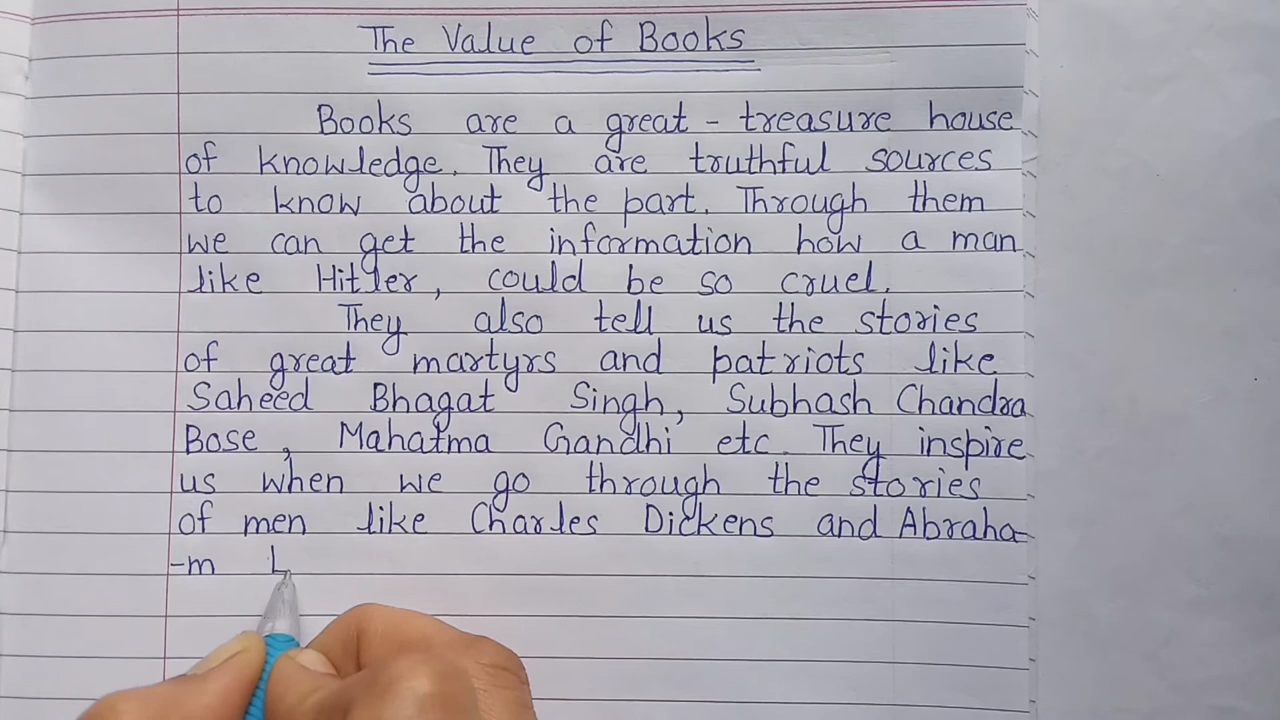 The Value of Books
Books are a great - treasure house
of knowledge. They are truthful sources
to know about the part. Through them
we can get the information how a man
like Hitler, could be so cruel.
They also tell us the stories
of great martyrs and patriots like
Saheed Bhagat Singh, Subhash Chandra
Bose, Mahatma Gandhi etc. They inspire
us when we go through the stories
of men like Charles Dickens and Abraha-
-m L